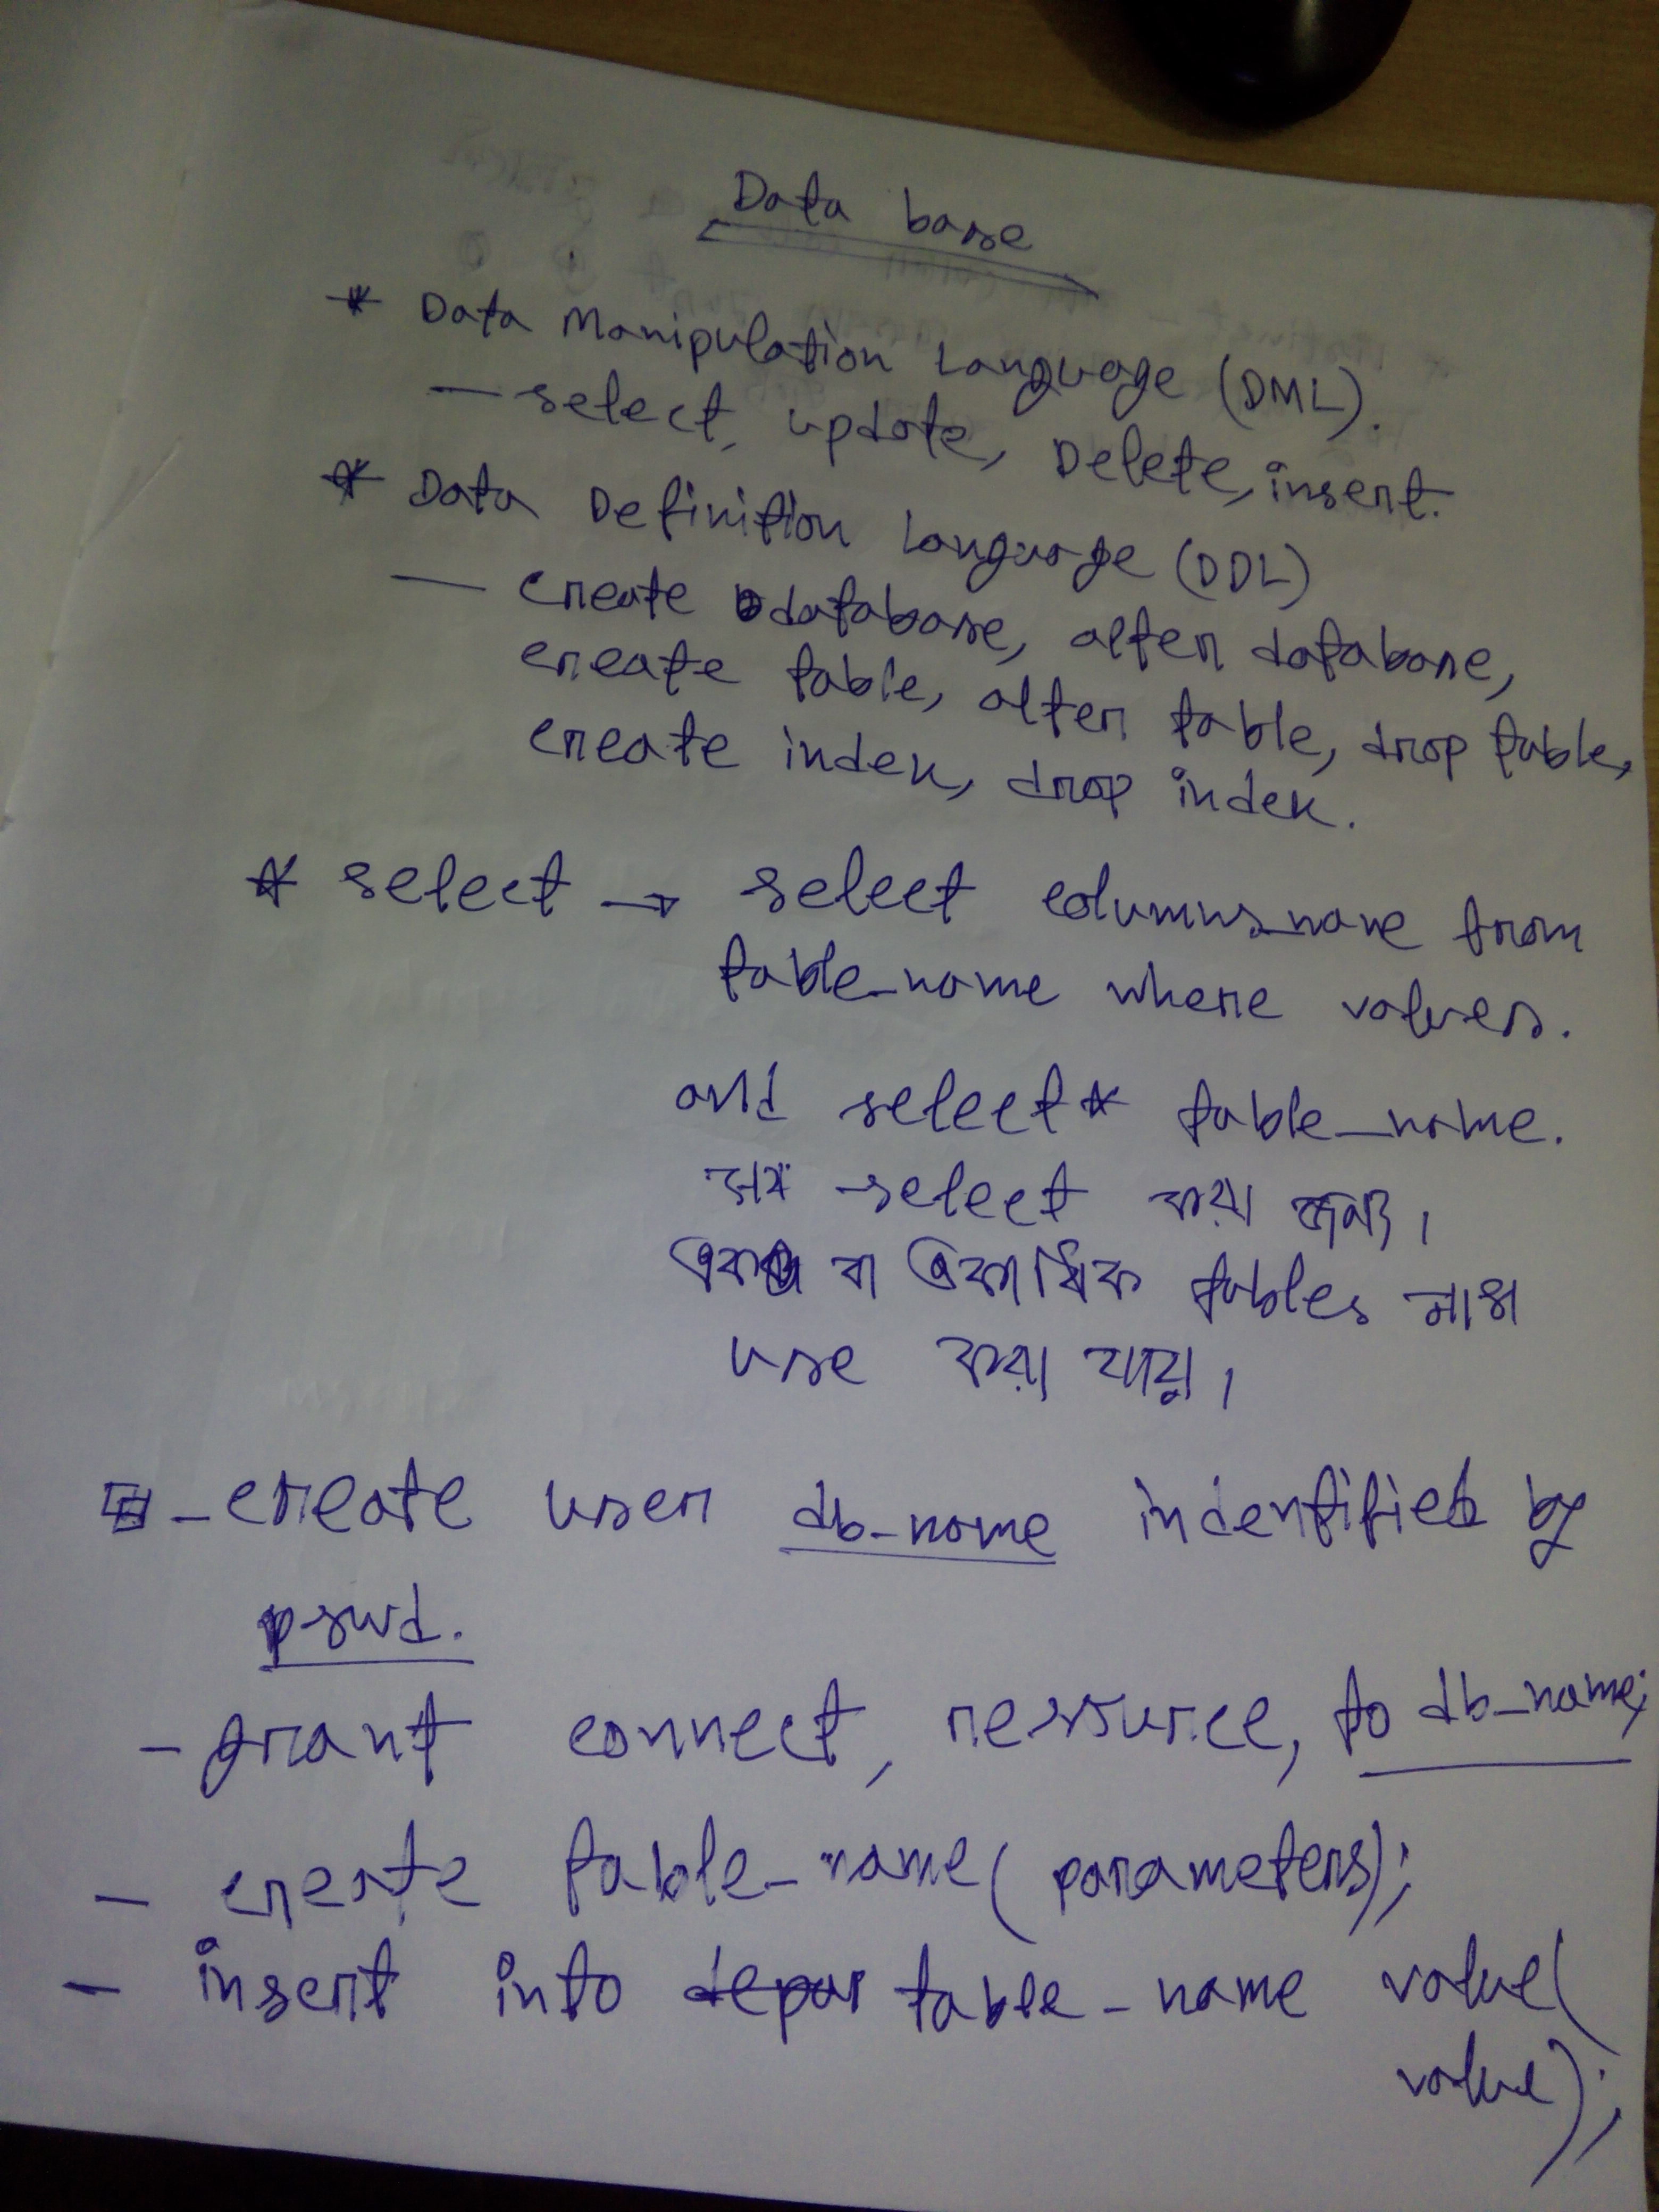 Data base
* Data Manipulation Language (DML).
— select, update, Delete, insert.
* Data Definition Language (DDL)
— create database, alter database,
create table, alter table, drop table,
create index, drop index.
* select → select columns_name from
table_name where values.
and select * table_name.
সব select করা জন্য।
একটা বা একাধিক tables সাথে
use করা যায়।
- create user db_name indentified by
pswd.
- grant connect, resource, to db_name;
- create table_name (parameters);
- insert into table_name value(
value);